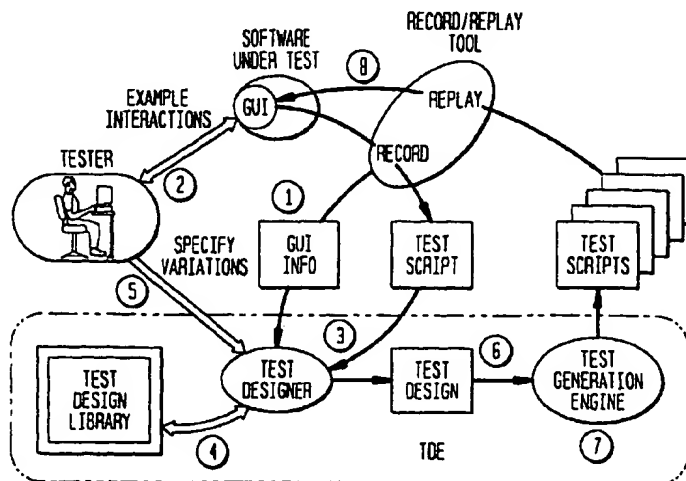 RECORD/REPLAY
TOOL
SOFTWARE
UNDER TEST
8
EXAMPLE
INTERACTIONS
GUI
REPLAY
RECORD
TESTER
2
1
SPECIFY
VARIATIONS
GUI
INFO
TEST
SCRIPT
TEST
SCRIPTS
5
3
6
TEST
DESIGNER
TEST
DESIGN
TEST
GENERATION
ENGINE
TEST
DESIGN
LIBRARY
4
TDE
7